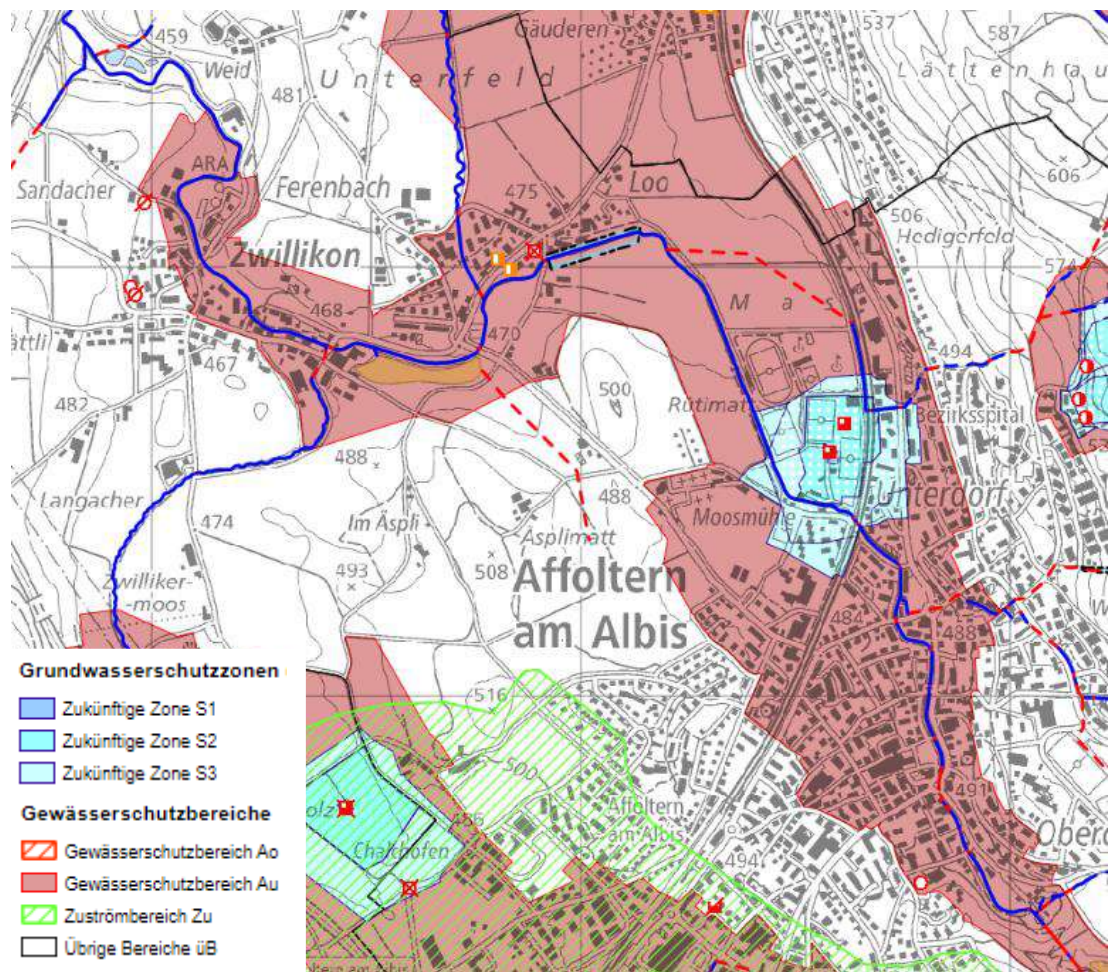 459
Weid
Gäuderen
537
587
Unterfeld
Lättenhau
481
ARA
Sandacher
Ferenbach
475
Loo
606
506
Hedigerfeld
Zwillikon
574
468
Mas
470
467
494
482
500
Rütimatt
Bezirksspital
488
Langacher
474
Im Äspli
488
Moosmühle
Unterdorf
Asplimatt
493
508
Zwilliker-
-moos
Affoltern
am Albis
484
488
516
Grundwasserschutzzonen
Zukünftige Zone S1
Zukünftige Zone S2
Zukünftige Zone S3
500
491
Affoltern
am Albis
Chalchofen
494
Gewässerschutzbereiche
Gewässerschutzbereich Ao
Gewässerschutzbereich Au
Zuströmbereich Zu
Übrige Bereiche üB